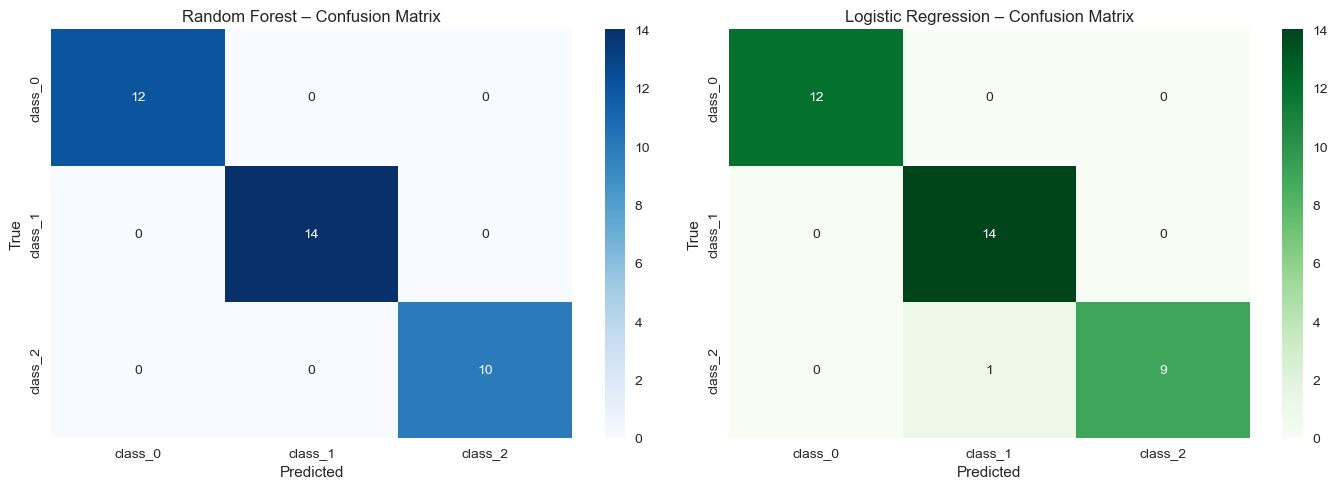 Random Forest – Confusion Matrix
True
class_0
class_1
class_2
12 0 0
0 14 0
0 0 10
class_0 class_1 class_2
Predicted
14
12
10
8
6
4
2
0
Logistic Regression – Confusion Matrix
True
class_0
class_1
class_2
12 0 0
0 14 0
0 1 9
class_0 class_1 class_2
Predicted
14
12
10
8
6
4
2
0